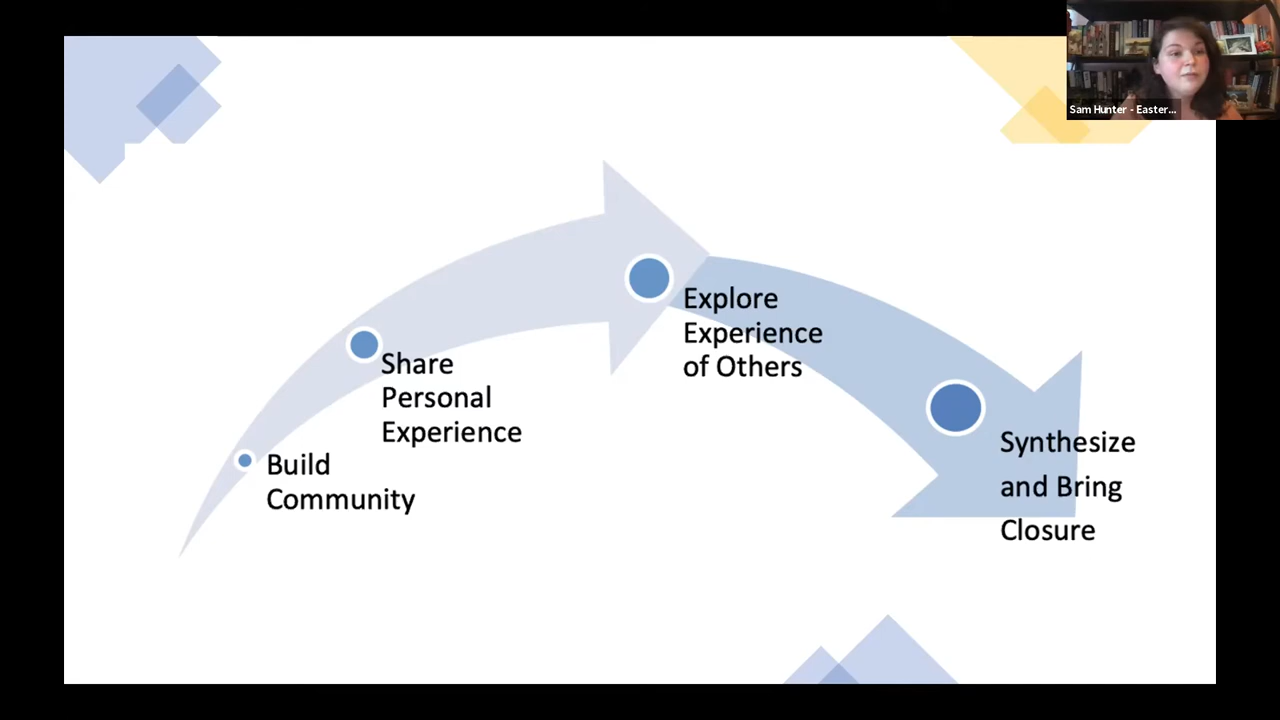 Sam Hunter - Easter...
Build
Community
Share
Personal
Experience
Explore
Experience
of Others
Synthesize
and Bring
Closure